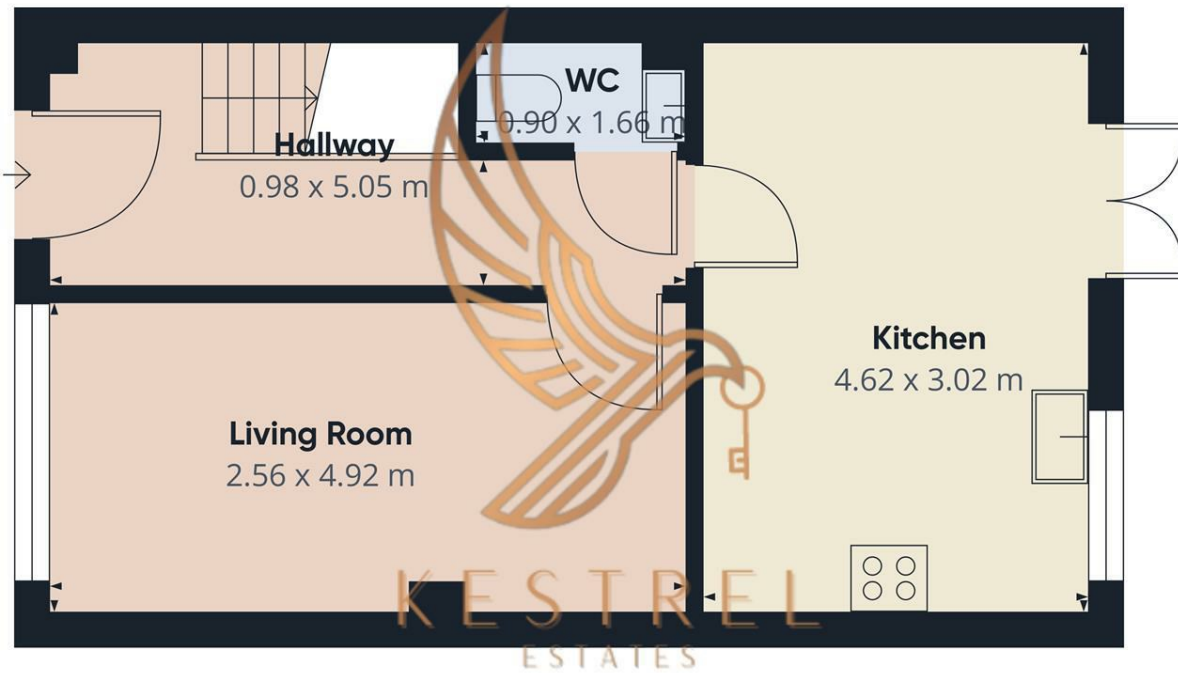 WC
0.90 x 1.66 m
Hallway
0.98 x 5.05 m
Kitchen
4.62 x 3.02 m
Living Room
2.56 x 4.92 m
KESTREL
ESTATES